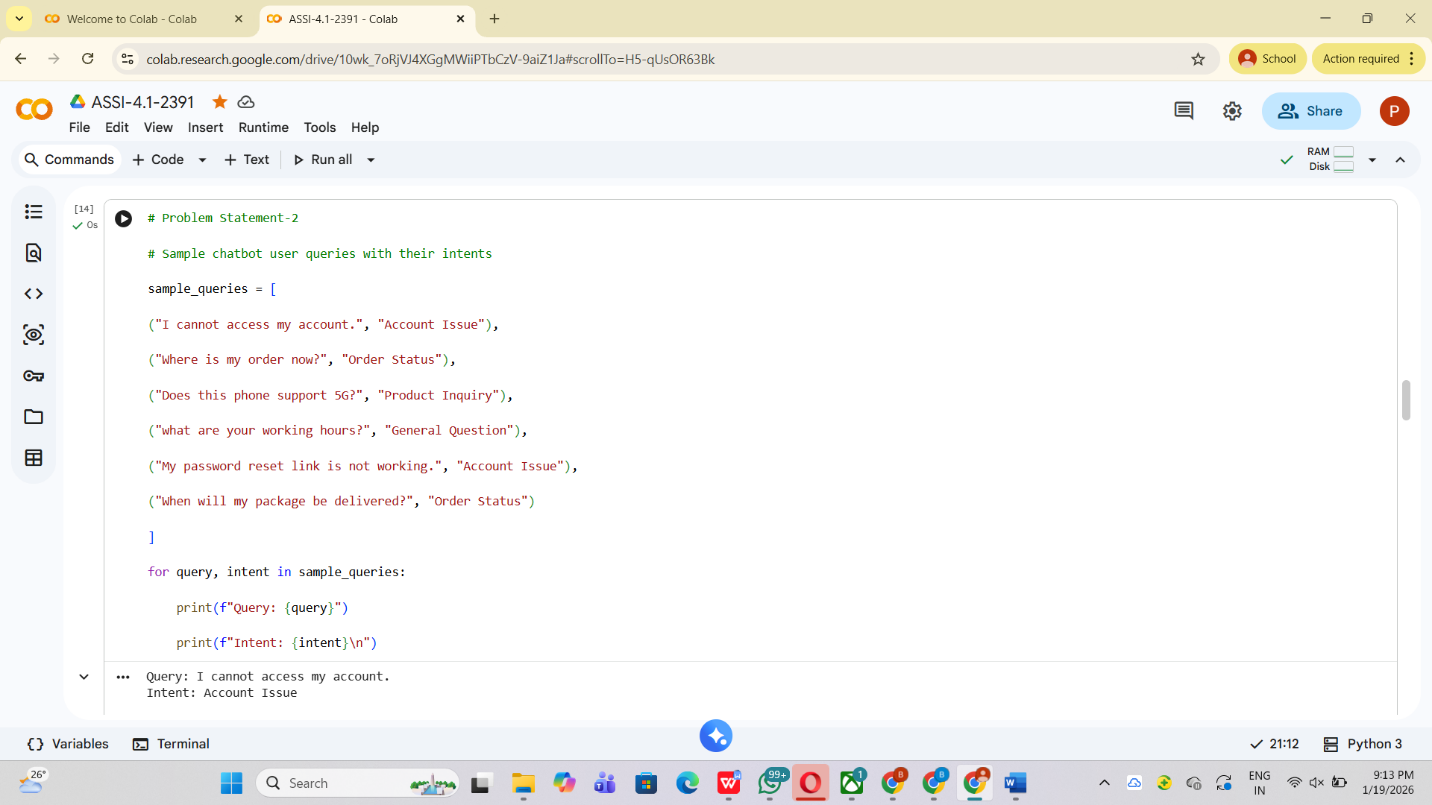 Welcome to Colab - Colab
ASSI-4.1-2391 - Colab
colab.research.google.com/drive/10wk_7oRjVJ4XGgMWiiPTbCzV-9aiZ1Ja#scrollTo=H5-qUsOR63Bk
School
Action required
ASSI-4.1-2391
File Edit View Insert Runtime Tools Help
Share
P
Commands + Code + Text Run all
RAM
Disk
[14]
0s
# Problem Statement-2
# Sample chatbot user queries with their intents
sample_queries = [
("I cannot access my account.", "Account Issue"),
("Where is my order now?", "Order Status"),
("Does this phone support 5G?", "Product Inquiry"),
("what are your working hours?", "General Question"),
("My password reset link is not working.", "Account Issue"),
("When will my package be delivered?", "Order Status")
]
for query, intent in sample_queries:
print(f"Query: {query}")
print(f"Intent: {intent}\n")
Query: I cannot access my account.
Intent: Account Issue
{} Variables Terminal
21:12 Python 3
26°
Search
99+
1
B
B
ENG
IN
9:13 PM
1/19/2026